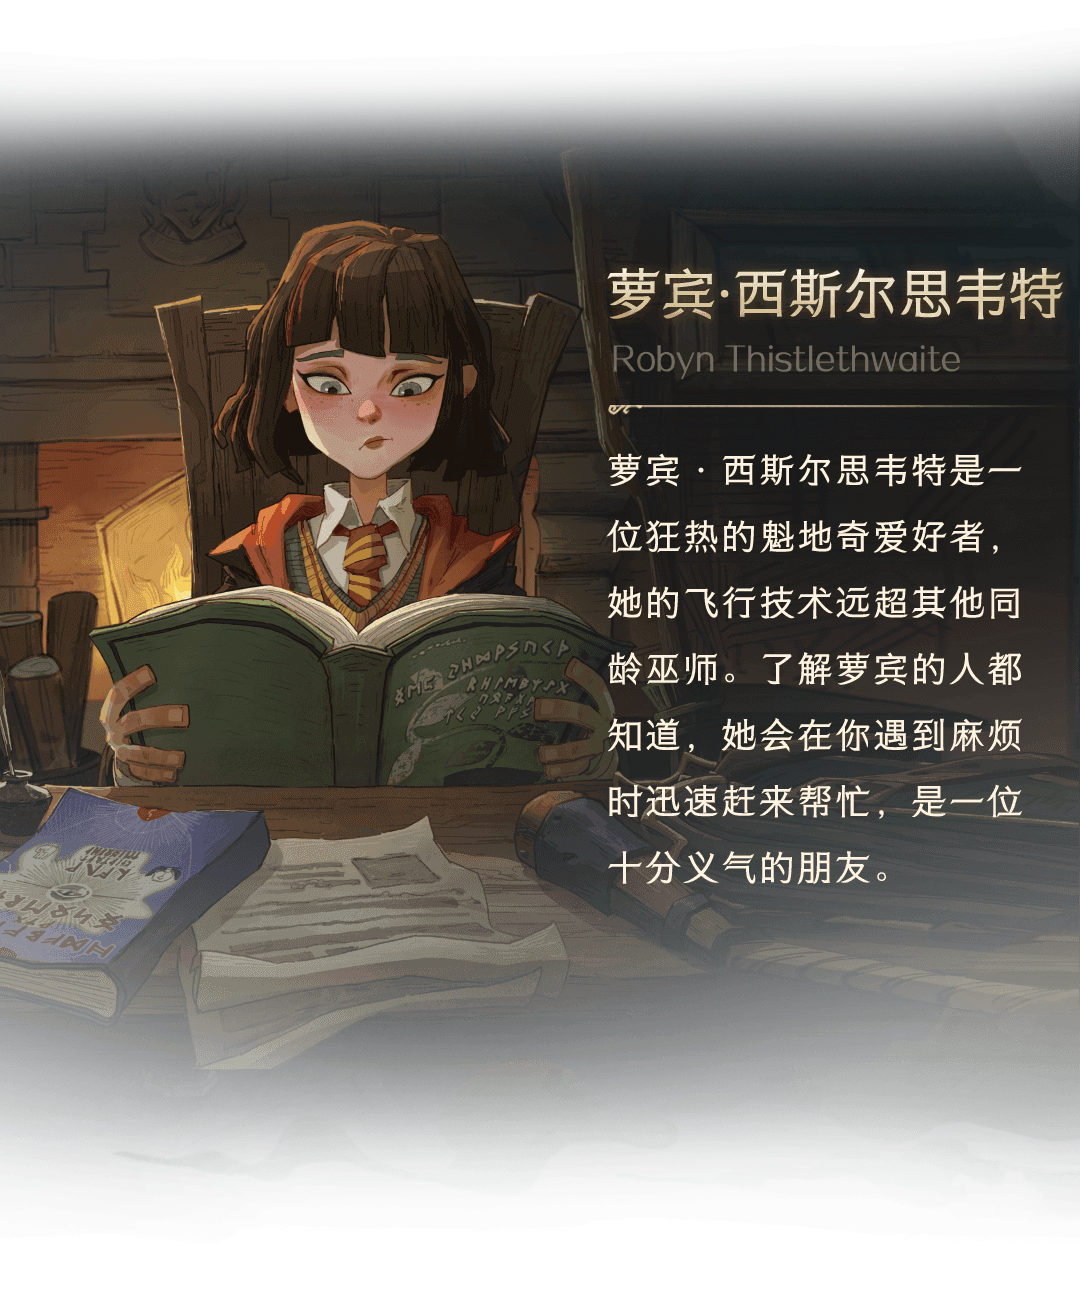 萝宾·西斯尔思韦特
Robyn Thistlethwaite
萝宾·西斯尔思韦特是一
位狂热的魁地奇爱好者，
她的飞行技术远超其他同
龄巫师。了解萝宾的人都
知道，她会在你遇到麻烦
时迅速赶来帮忙，是一位
十分义气的朋友。